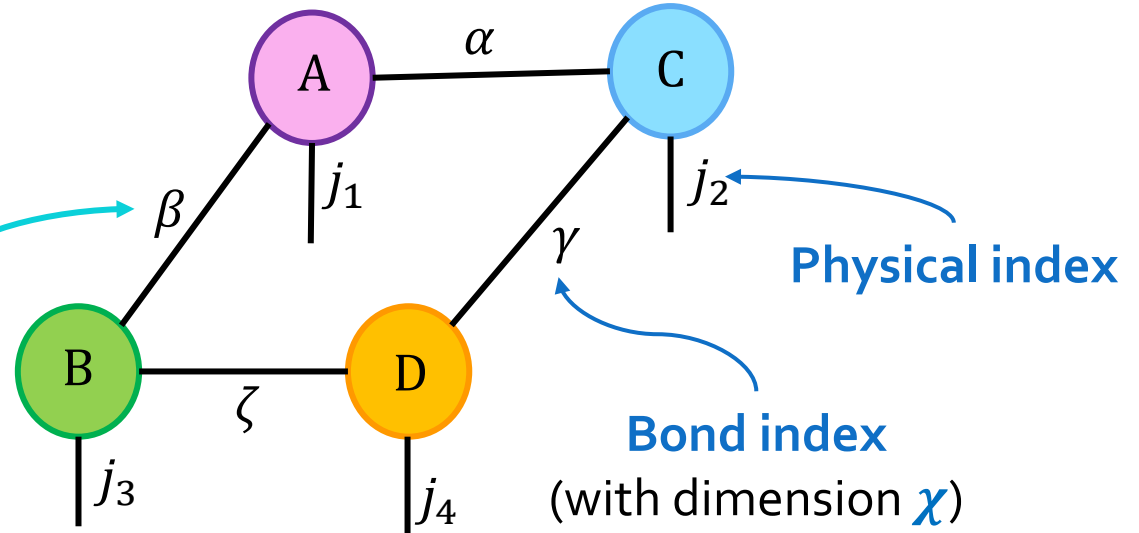 α
A
C
j₁
j₂
β
γ
Physical index
B
D
ζ
Bond index
j₃
j₄
(with dimension χ)